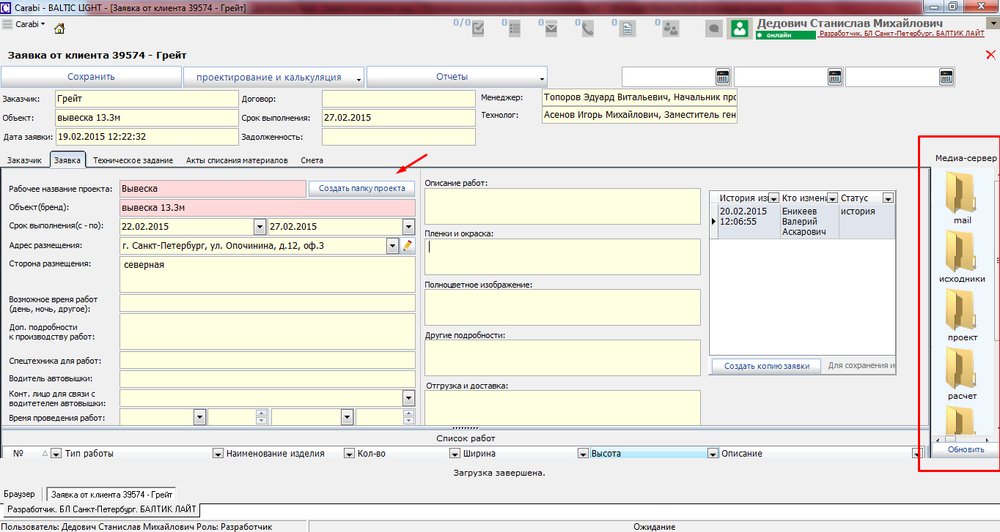 Carabi - BALTIC LIGHT - [Заявка от клиента 39574 - Грейт]
Carabi
0/0 0 0 0 0 0
Дедович Станислав Михайлович
онлайн Разработчик. БЛ Санкт-Петербург. БАЛТИК ЛАЙТ
Заявка от клиента 39574 - Грейт
Сохранить проектирование и калькуляция Отчеты
Заказчик: Грейт Договор: Менеджер: Топоров Эдуард Витальевич, Начальник прс
Объект: вывеска 13.3м Срок выполнения: 27.02.2015 Технолог: Асенов Игорь Михайлович, Заместитель ген
Дата заявки: 19.02.2015 12:22:32 Задолженность:
Заказчик Заявка Техническое задание Акты списания материалов Смета
Рабочее название проекта: Вывеска Создать папку проекта
Объект(бренд): вывеска 13.3м
Срок выполнения(с - по): 22.02.2015 27.02.2015
Адрес размещения: г. Санкт-Петербург, ул. Опочинина, д.12, оф.3
Сторона размещения: северная
Возможное время работ
(день, ночь, другое):
Доп. подробности
к производству работ:
Спецтехника для работ:
Водитель автовышки:
Конт. лицо для связи с
водитетелем автовышки:
Время проведения работ:
Описание работ:
Пленки и окраска:
Полноцветное изображение:
Другие подробности:
Отгрузка и доставка:
История из Кто измени Статус
20.02.2015 Еникеев история
12:06:55 Валерий
Аскарович
Создать копию заявки Для сохранения и
Медиа-сервер
mail
исходники
проект
расчет
Обновить
Список работ
№ Тип работы Наименование изделия Кол-во Ширина Высота Описание
Загрузка завершена.
Браузер Заявка от клиента 39574 - Грейт
Разработчик. БЛ Санкт-Петербург. БАЛТИК ЛАЙТ
Пользователь: Дедович Станислав Михайлович Роль: Разработчик Ожидание